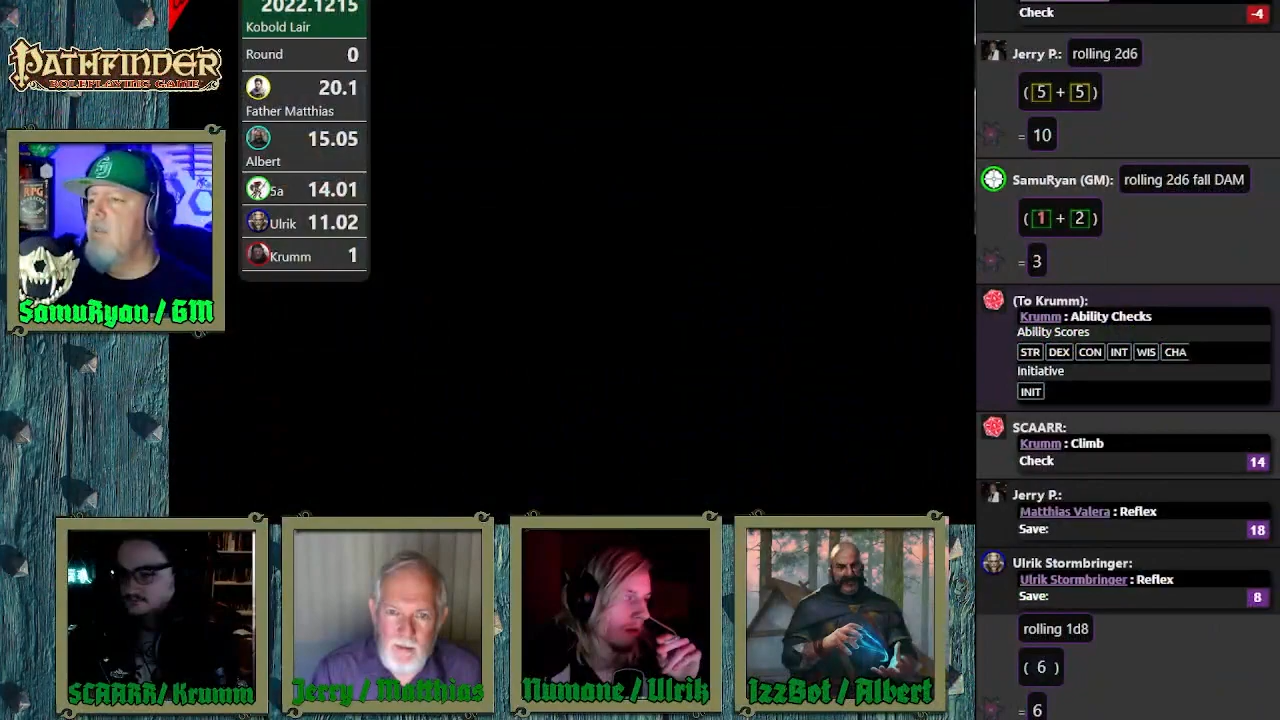 2022.1215
Kobold Lair
Round 0
20.1
Father Matthias
15.05
Albert
5a 14.01
Ulrik 11.02
Krumm 1
PATHFINDER
ROLEPLAYING GAME
RPG
SamuRyan / GM
SCAARR/ Krumm
Jerry / Matthias
Numane / Ulrik
IzzBot / Albert
Check -4
Jerry P.: rolling 2d6
( 5 + 5 )
= 10
SamuRyan (GM): rolling 2d6 fall DAM
( 1 + 2 )
= 3
(To Krumm):
Krumm : Ability Checks
Ability Scores
STR DEX CON INT WIS CHA
Initiative
INIT
SCAARR:
Krumm : Climb
Check 14
Jerry P.:
Matthias Valera : Reflex
Save: 18
Ulrik Stormbringer:
Ulrik Stormbringer : Reflex
Save: 8
rolling 1d8
( 6 )
= 6